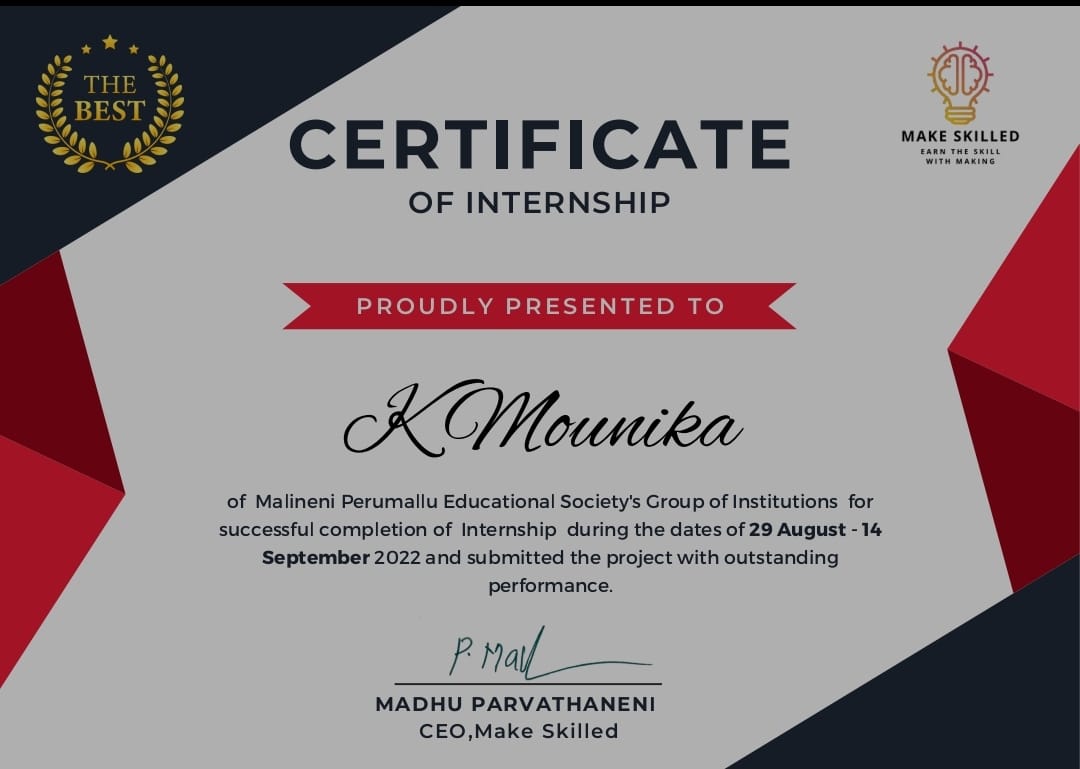 THE
BEST
MAKE SKILLED
EARN THE SKILL
WITH MAKING
CERTIFICATE
OF INTERNSHIP
PROUDLY PRESENTED TO
K Mounika
of Malineni Perumallu Educational Society's Group of Institutions for
successful completion of Internship during the dates of 29 August - 14
September 2022 and submitted the project with outstanding
performance.
MADHU PARVATHANENI
CEO,Make Skilled